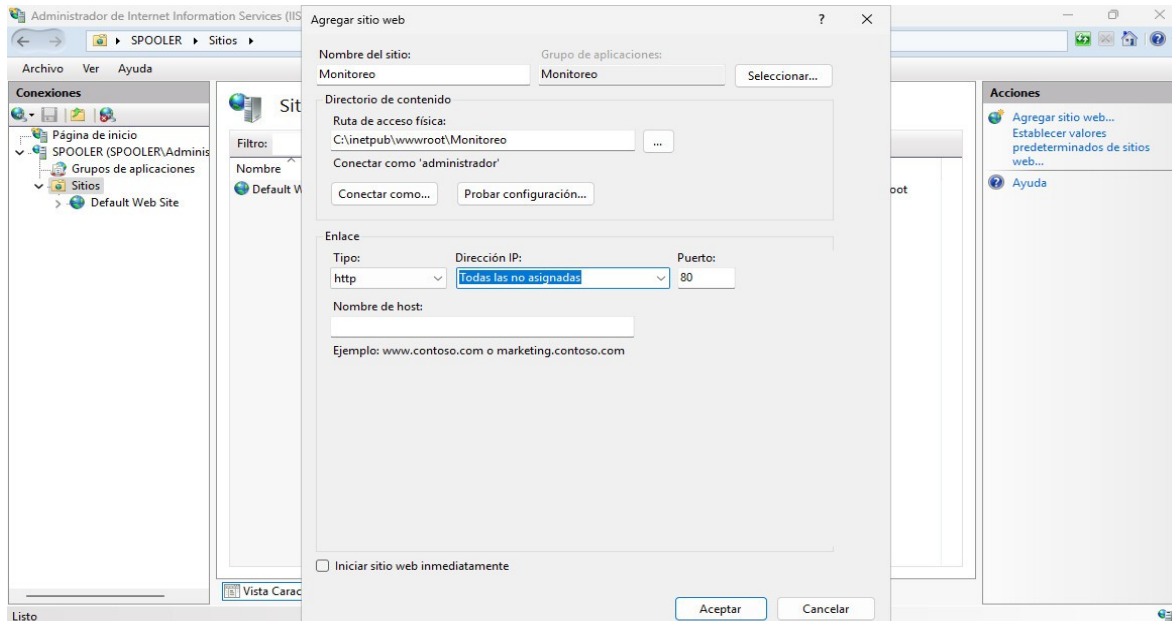 Administrador de Internet Information Services (IIS
SPOOLER Sitios
Archivo Ver Ayuda
Conexiones
Página de inicio
SPOOLER (SPOOLER\Adminis
Grupos de aplicaciones
Sitios
Default Web Site
Sit
Filtro:
Nombre
Default W
oot
Vista Carac
Listo
Agregar sitio web
?
Nombre del sitio:
Grupo de aplicaciones:
Monitoreo
Monitoreo
Seleccionar...
Directorio de contenido
Ruta de acceso física:
C:\inetpub\wwwroot\Monitoreo
...
Conectar como 'administrador'
Conectar como...
Probar configuración...
Enlace
Tipo:
Dirección IP:
Puerto:
http
Todas las no asignadas
80
Nombre de host:
Ejemplo: www.contoso.com o marketing.contoso.com
Iniciar sitio web inmediatamente
Aceptar
Cancelar
Acciones
Agregar sitio web...
Establecer valores
predeterminados de sitios
web...
Ayuda